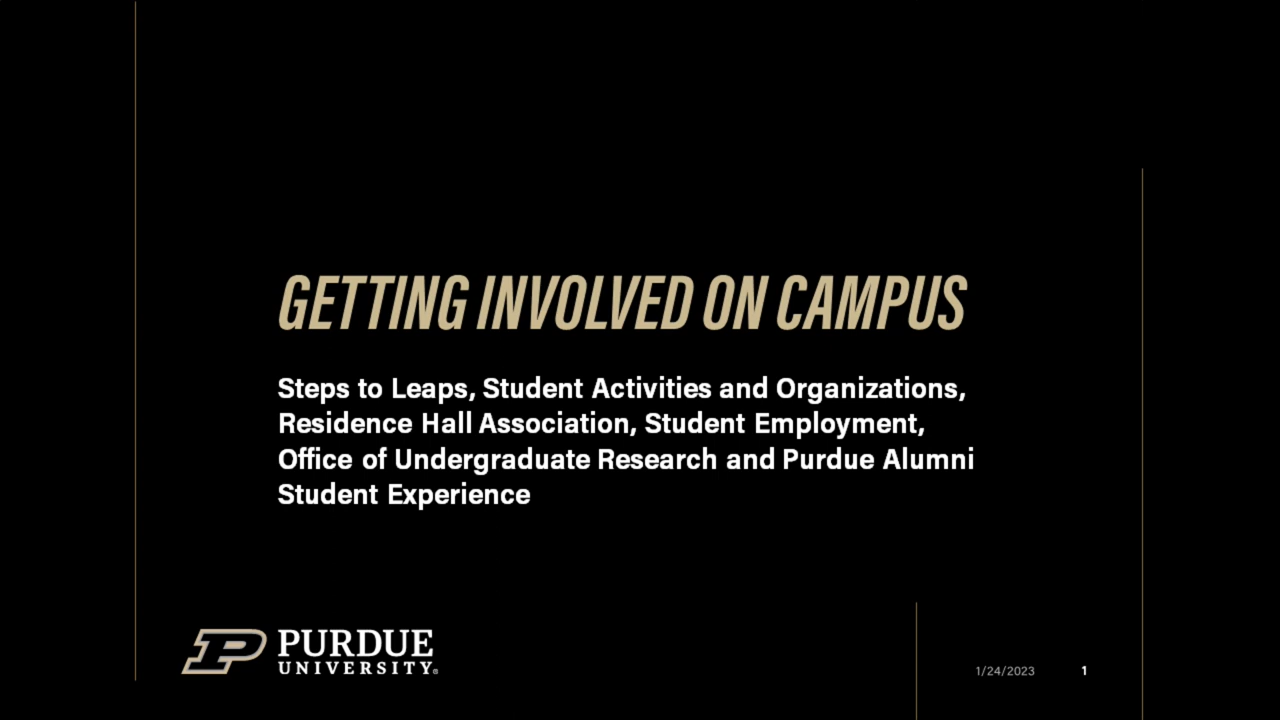 GETTING INVOLVED ON CAMPUS
Steps to Leaps, Student Activities and Organizations,
Residence Hall Association, Student Employment,
Office of Undergraduate Research and Purdue Alumni
Student Experience
P PURDUE
UNIVERSITY®
1/24/2023 1